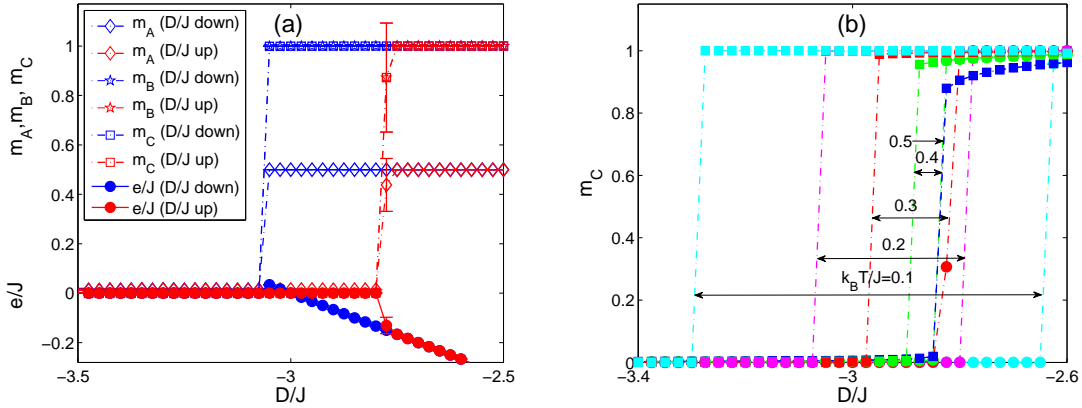 (a)
m_A (D/J down)
m_A (D/J up)
m_B (D/J down)
m_B (D/J up)
m_C (D/J down)
m_C (D/J up)
e/J (D/J down)
e/J (D/J up)
m_A, m_B, m_C
e/J
1
0.8
0.6
0.4
0.2
0
−0.2
−3.5
−3
−2.5
D/J
(b)
m_C
1
0.8
0.6
0.4
0.2
0
0.5
0.4
0.3
0.2
k_BT/J=0.1
−3.4
−3
−2.6
D/J